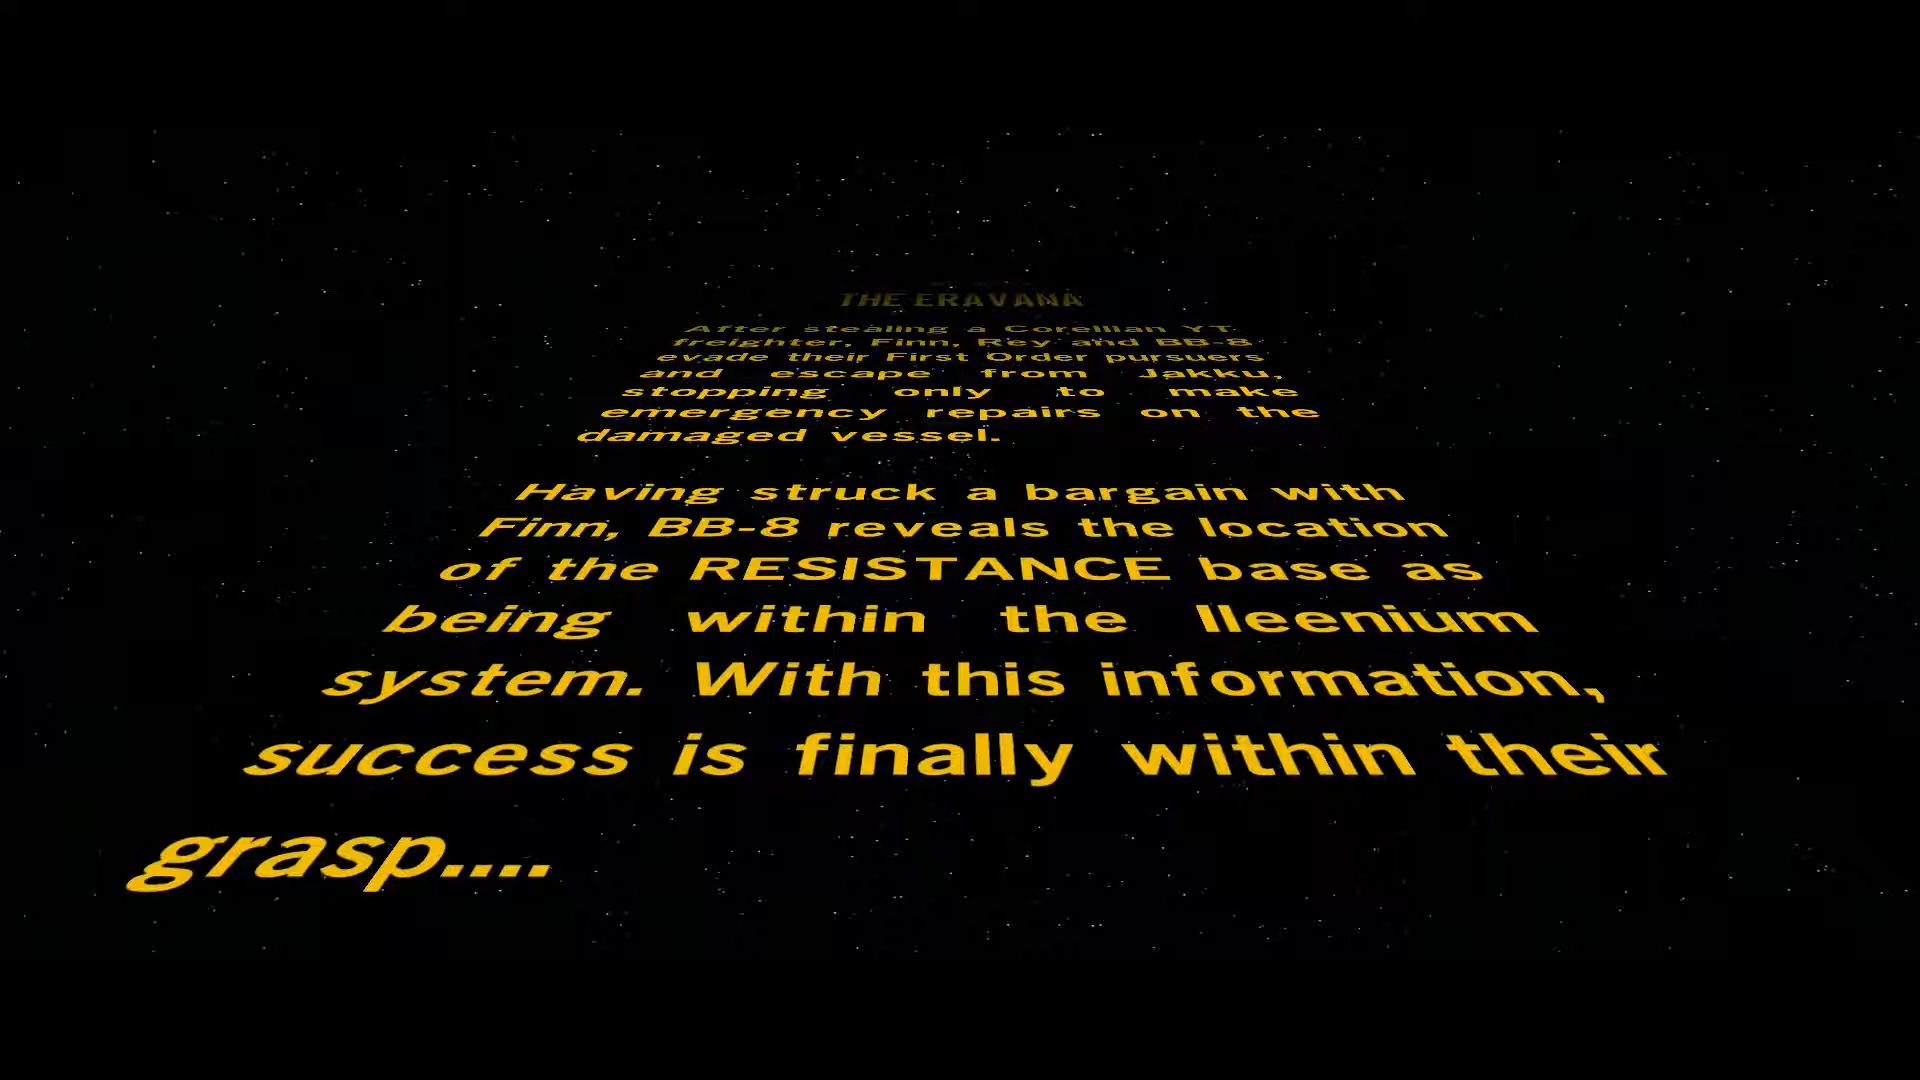 THE ERAVANA
After stealing a Corellian YT
freighter, Finn, Rey and BB-8
evade their First Order pursuers
and escape from Jakku,
stopping only to make
emergency repairs on the
damaged vessel.
Having struck a bargain with
Finn, BB-8 reveals the location
of the RESISTANCE base as
being within the Ileenium
system. With this information,
success is finally within their
grasp....